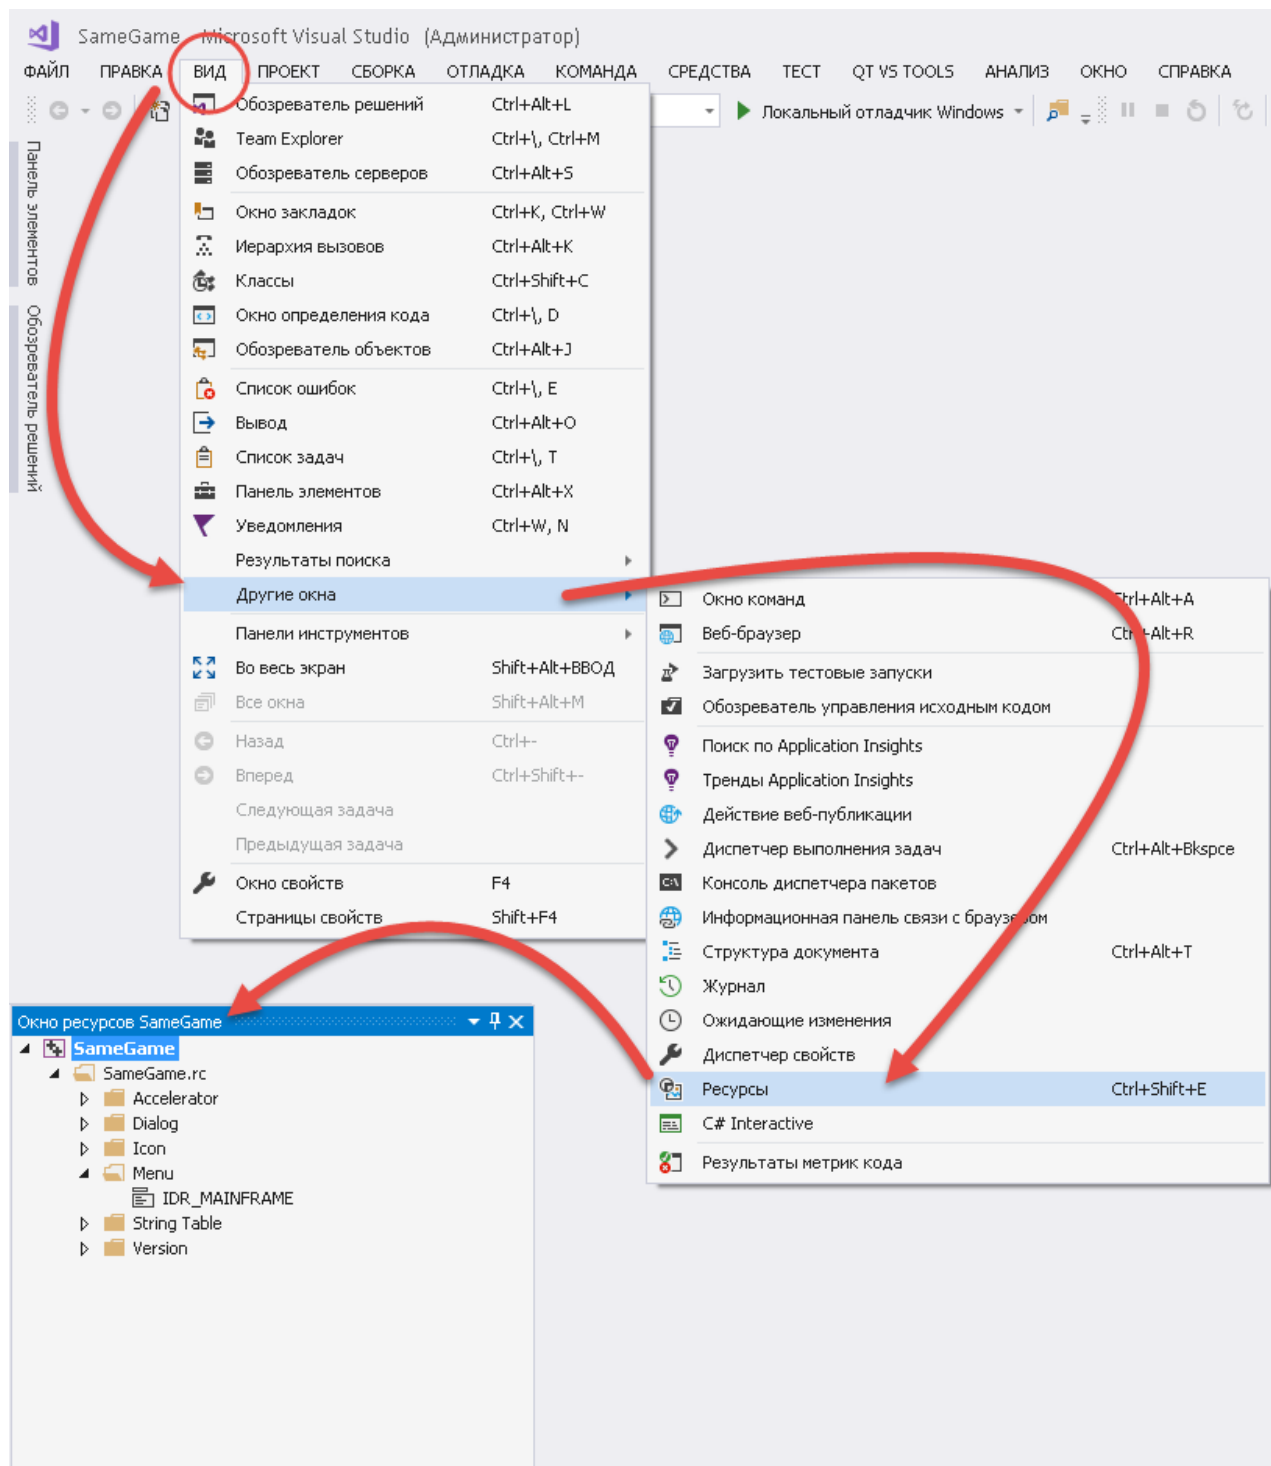 SameGame - Microsoft Visual Studio (Администратор)
ФАЙЛ ПРАВКА ВИД ПРОЕКТ СБОРКА ОТЛАДКА КОМАНДА СРЕДСТВА ТЕСТ QT VS TOOLS АНАЛИЗ ОКНО СПРАВКА
Локальный отладчик Windows
Панель элементов
Обозреватель решений
Обозреватель решений Ctrl+Alt+L
Team Explorer Ctrl+\, Ctrl+M
Обозреватель серверов Ctrl+Alt+S
Окно закладок Ctrl+K, Ctrl+W
Иерархия вызовов Ctrl+Alt+K
Классы Ctrl+Shift+C
Окно определения кода Ctrl+\, D
Обозреватель объектов Ctrl+Alt+J
Список ошибок Ctrl+\, E
Вывод Ctrl+Alt+O
Список задач Ctrl+\, T
Панель элементов Ctrl+Alt+X
Уведомления Ctrl+W, N
Результаты поиска
Другие окна
Панели инструментов
Во весь экран Shift+Alt+ВВОД
Все окна Shift+Alt+M
Назад Ctrl+-
Вперед Ctrl+Shift+-
Следующая задача
Предыдущая задача
Окно свойств F4
Страницы свойств Shift+F4
Окно команд Ctrl+Alt+A
Веб-браузер Ctrl+Alt+R
Загрузить тестовые запуски
Обозреватель управления исходным кодом
Поиск по Application Insights
Тренды Application Insights
Действие веб-публикации
Диспетчер выполнения задач Ctrl+Alt+Bkspce
Консоль диспетчера пакетов
Информационная панель связи с браузером
Структура документа Ctrl+Alt+T
Журнал
Ожидающие изменения
Диспетчер свойств
Ресурсы Ctrl+Shift+E
C# Interactive
Результаты метрик кода
Окно ресурсов SameGame
SameGame
SameGame.rc
Accelerator
Dialog
Icon
Menu
IDR_MAINFRAME
String Table
Version